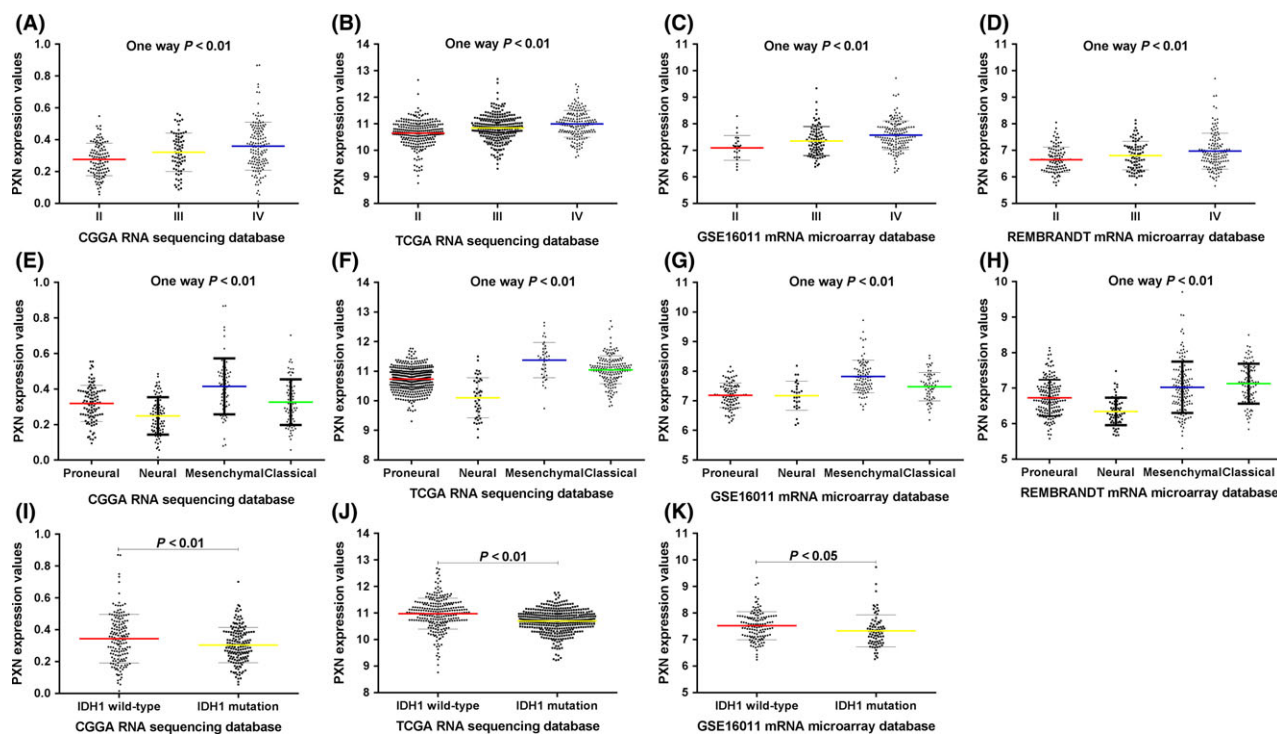 (A)
One way P < 0.01
PXN expression values
1.0
0.8
0.6
0.4
0.2
0.0
II III IV
CGGA RNA sequencing database
(B)
One way P < 0.01
PXN expression values
14
13
12
11
10
9
8
II III IV
TCGA RNA sequencing database
(C)
One way P < 0.01
PXN expression values
11
10
9
8
7
6
5
II III IV
GSE16011 mRNA microarray database
(D)
One way P < 0.01
PXN expression values
11
10
9
8
7
6
5
II III IV
REMBRANDT mRNA microarray database
(E)
One way P < 0.01
PXN expression values
1.0
0.8
0.6
0.4
0.2
0.0
Proneural Neural Mesenchymal Classical
CGGA RNA sequencing database
(F)
One way P < 0.01
PXN expression values
14
13
12
11
10
9
8
Proneural Neural Mesenchymal Classical
TCGA RNA sequencing database
(G)
One way P < 0.01
PXN expression values
11
10
9
8
7
6
5
Proneural Neural Mesenchymal Classical
GSE16011 mRNA microarray database
(H)
One way P < 0.01
PXN expression values
10
9
8
7
6
5
Proneural Neural Mesenchymal Classical
REMBRANDT mRNA microarray database
(I)
P < 0.01
PXN expression values
1.0
0.8
0.6
0.4
0.2
0.0
IDH1 wild-type IDH1 mutation
CGGA RNA sequencing database
(J)
P < 0.01
PXN expression values
14
13
12
11
10
9
8
IDH1 wild-type IDH1 mutation
TCGA RNA sequencing database
(K)
P < 0.05
PXN expression values
11
10
9
8
7
6
5
IDH1 wild-type IDH1 mutation
GSE16011 mRNA microarray database